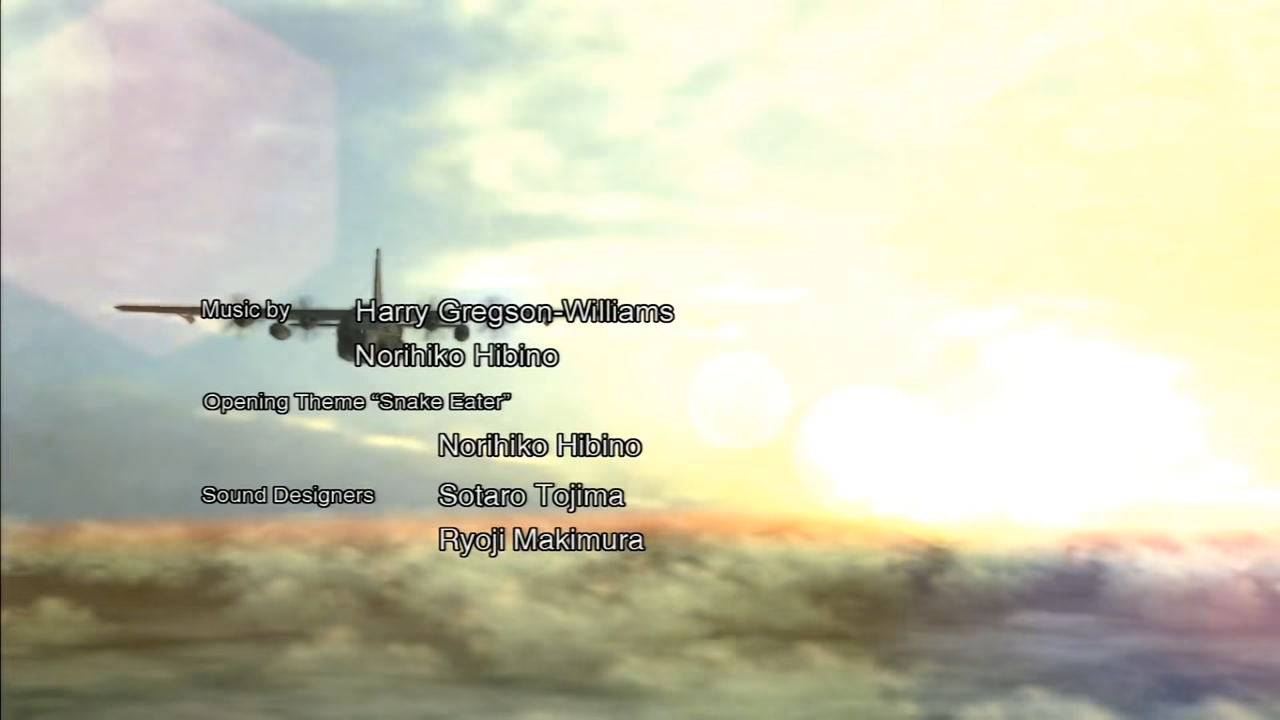 Music by Harry Gregson-Williams
Norihiko Hibino
Opening Theme “Snake Eater”
Norihiko Hibino
Sound Designers Sotaro Tojima
Ryoji Makimura